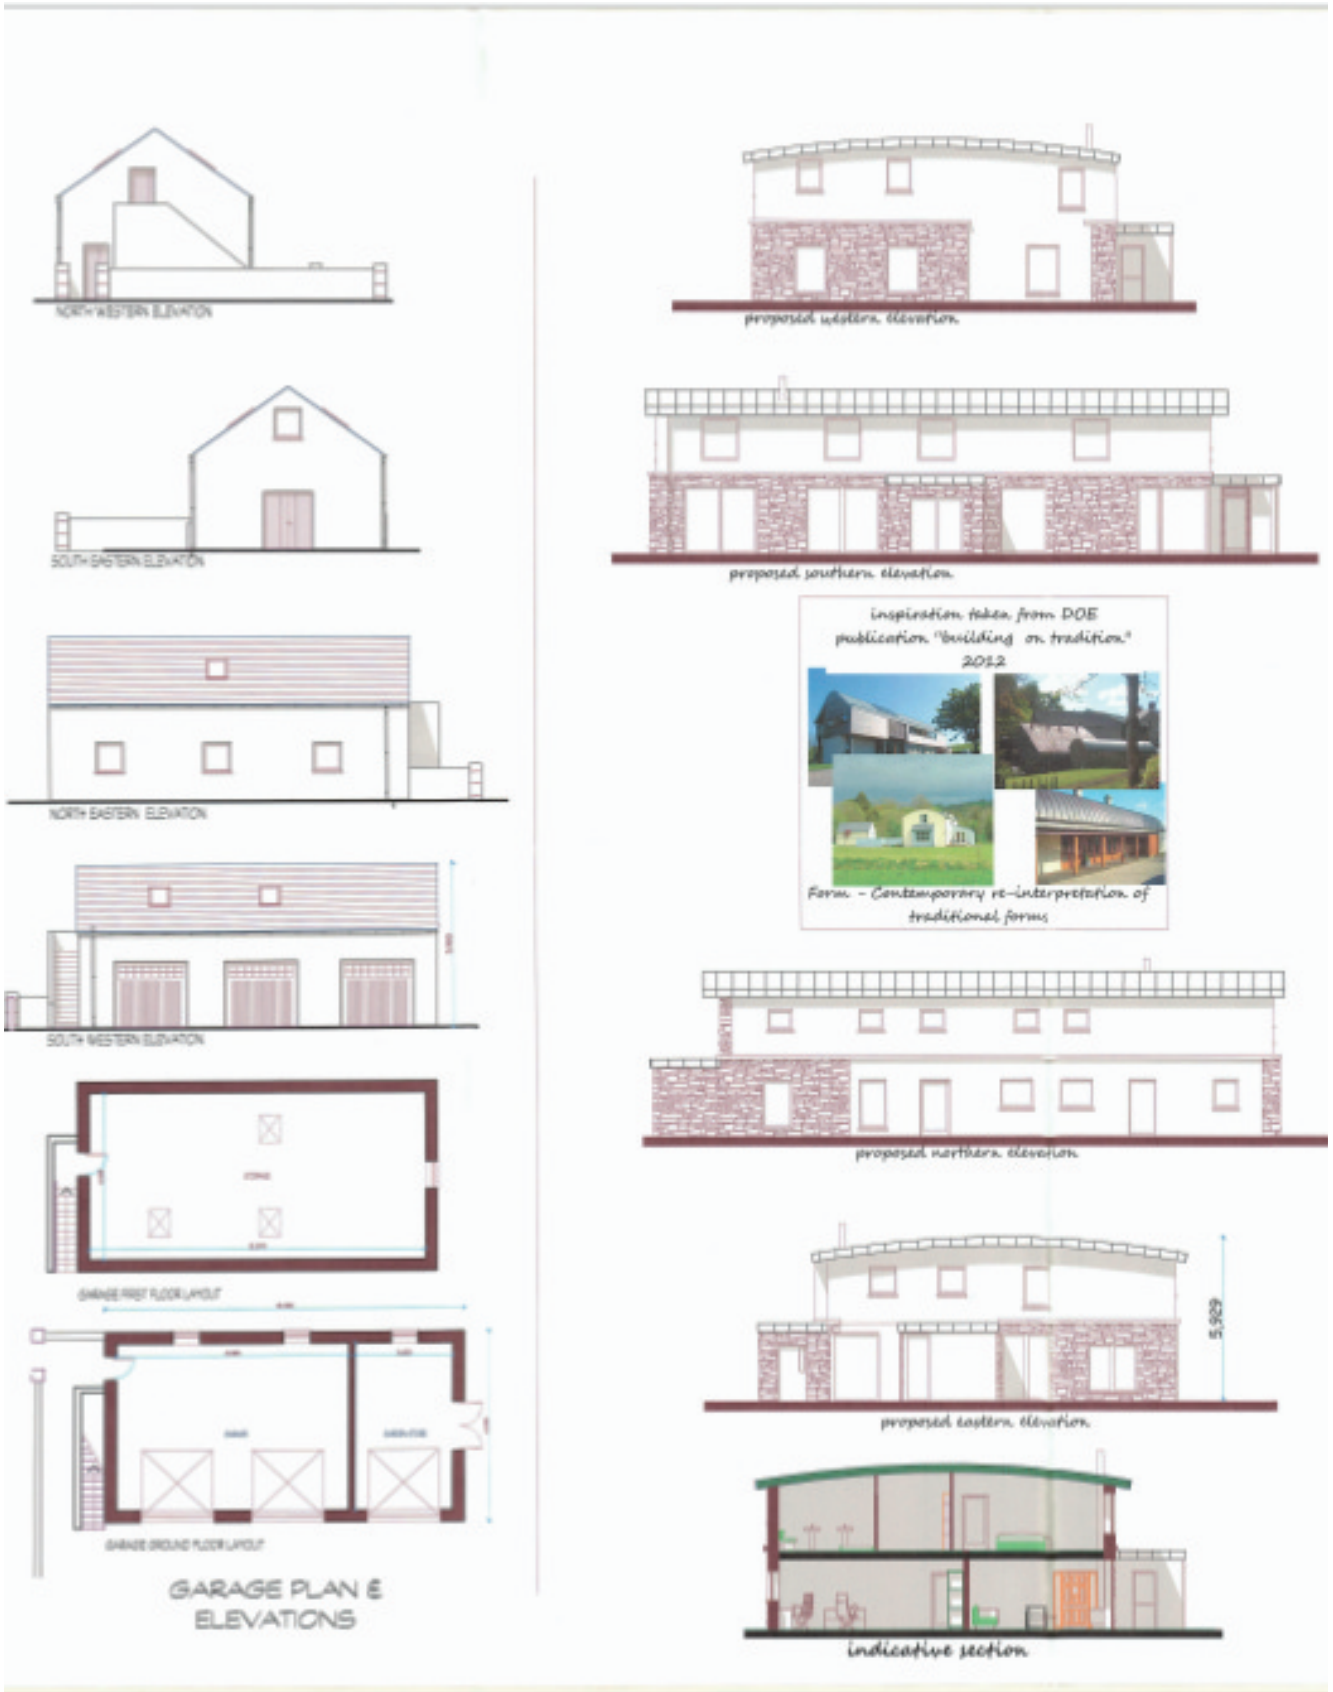 NORTH WESTERN ELEVATION
SOUTH EASTERN ELEVATION
NORTH EASTERN ELEVATION
SOUTH WESTERN ELEVATION
STORAGE
GARAGE FIRST FLOOR LAYOUT
GARAGE
GARAGE GROUND FLOOR LAYOUT
GARAGE PLAN &
ELEVATIONS
proposed western elevation
proposed southern elevation
inspiration taken from DOE
publication "building on tradition"
2012
Form - Contemporary re-interpretation of
traditional forms
proposed northern elevation
5,929
proposed eastern elevation
indicative section